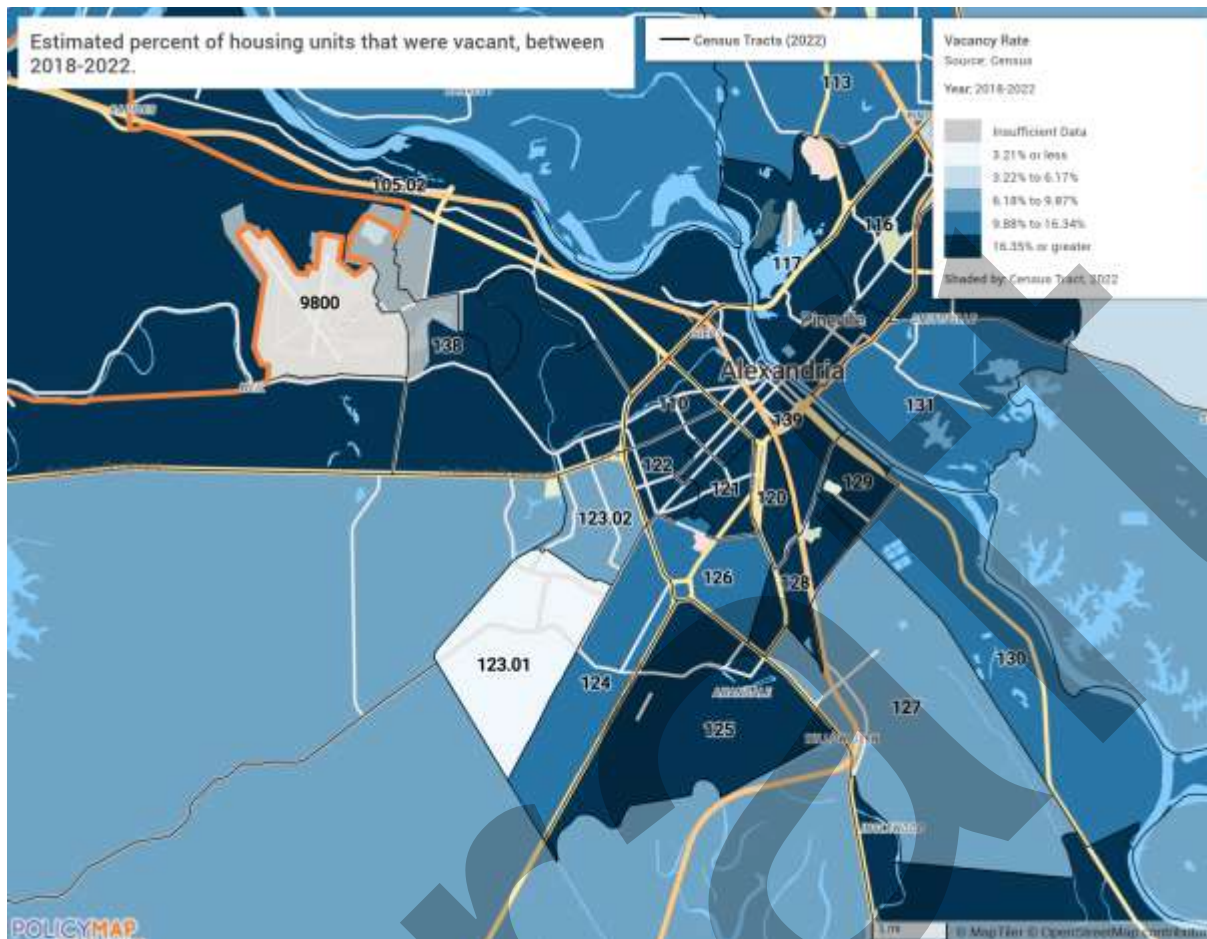 Estimated percent of housing units that were vacant, between
2018-2022.
Census Tracts (2022)
Vacancy Rate
Source: Census
Year: 2018-2022
Insufficient Data
3.21% or less
3.22% to 6.17%
6.18% to 9.87%
9.88% to 16.34%
16.35% or greater
Shaded by: Census Tract, 2022
113
105.02
116
117
9800
Pineville
138
Alexandria
110
131
139
122
121
120
129
123.02
126
128
123.01
124
130
127
125
POLICYMAP
1 mi
© MapTiler © OpenStreetMap contributors